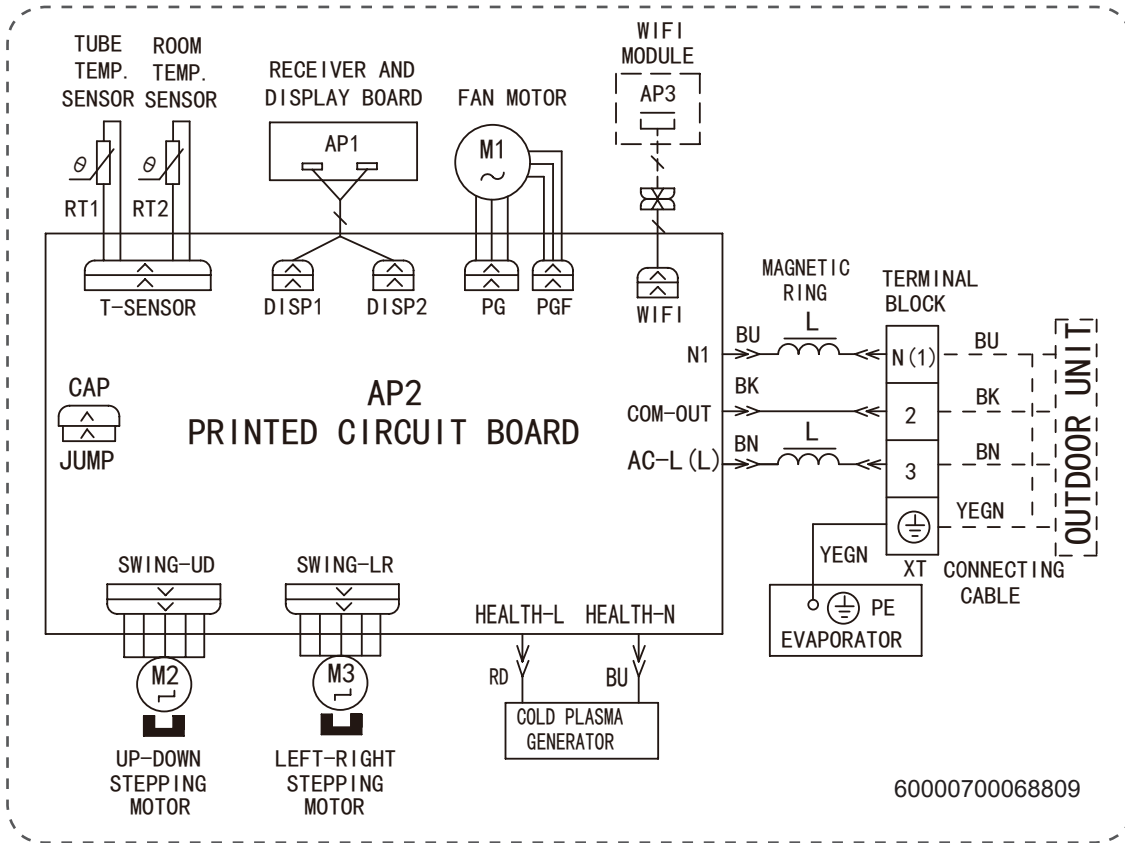 TUBE
TEMP.
SENSOR
ROOM
TEMP.
SENSOR
RECEIVER AND
DISPLAY BOARD
FAN MOTOR
WIFI
MODULE
AP3
AP1
M1
θ
θ
RT1
RT2
T-SENSOR
DISP1
DISP2
PG
PGF
WIFI
MAGNETIC
RING
L
TERMINAL
BLOCK
N1
BU
N(1)
BU
CAP
JUMP
AP2
PRINTED CIRCUIT BOARD
COM-OUT
BK
2
BK
AC-L(L)
BN
L
3
BN
YEGN
OUTDOOR UNIT
YEGN
XT
CONNECTING
CABLE
PE
EVAPORATOR
SWING-UD
SWING-LR
HEALTH-L
HEALTH-N
M2
M3
RD
BU
COLD PLASMA
GENERATOR
UP-DOWN
STEPPING
MOTOR
LEFT-RIGHT
STEPPING
MOTOR
60000700068809